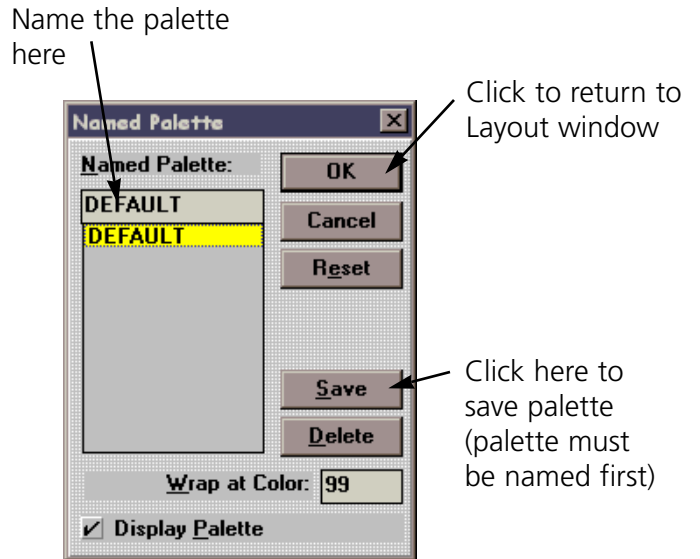 Name the palette
here
Click to return to
Layout window
Named Palette
Named Palette:
OK
DEFAULT
Cancel
DEFAULT
Reset
Click here to
save palette
(palette must
be named first)
Save
Delete
Wrap at Color: 99
Display Palette